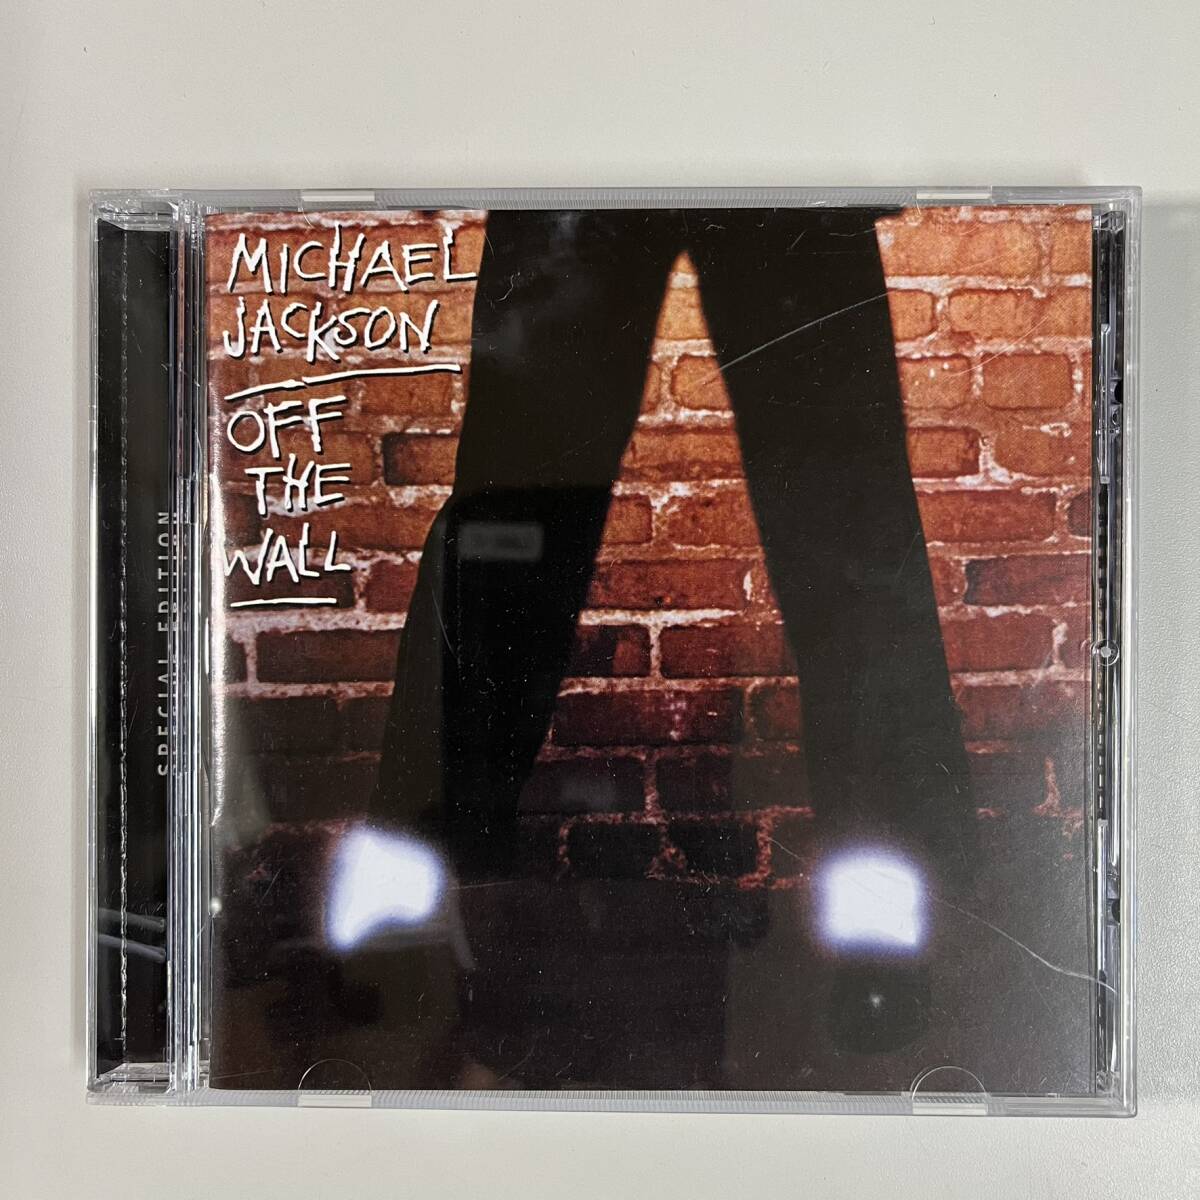 MICHAEL
JACKSON
OFF
THE
WALL
SPECIAL EDITION